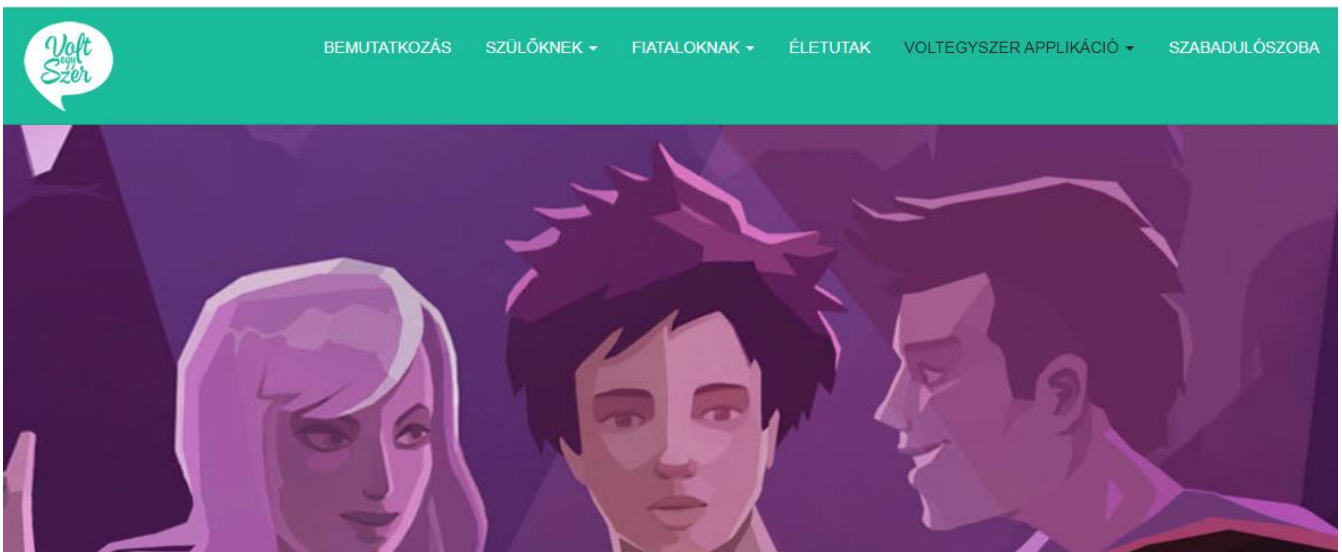 Volt
egy
Szer
BEMUTATKOZÁS SZÜLŐKNEK FIATALOKNAK ÉLETUTAK VOLTEGYSZER APPLIKÁCIÓ SZABADULÓSZOBA